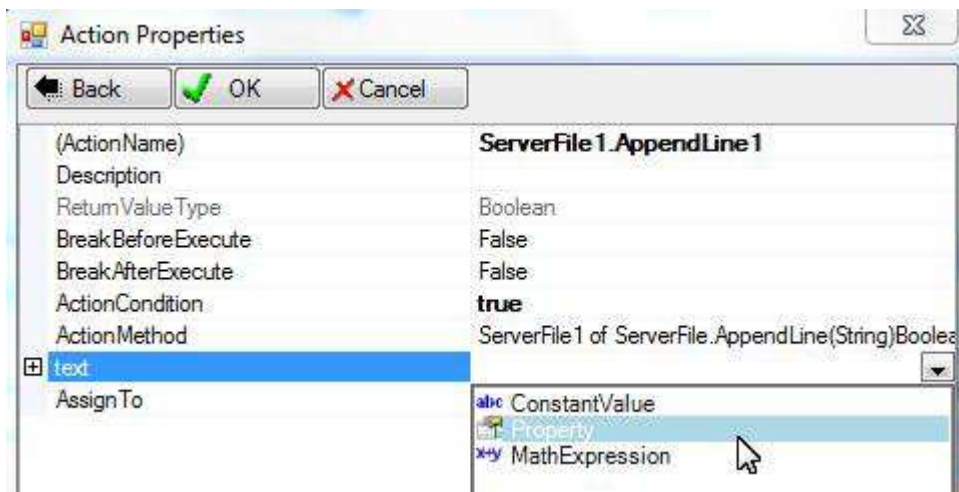 Action Properties
Back OK Cancel
(ActionName) ServerFile1.AppendLine1
Description
ReturnValueType Boolean
BreakBeforeExecute False
BreakAfterExecute False
ActionCondition true
ActionMethod ServerFile1 of ServerFile.AppendLine(String)Boolea
text
AssignTo
abc ConstantValue
Property
x+y MathExpression